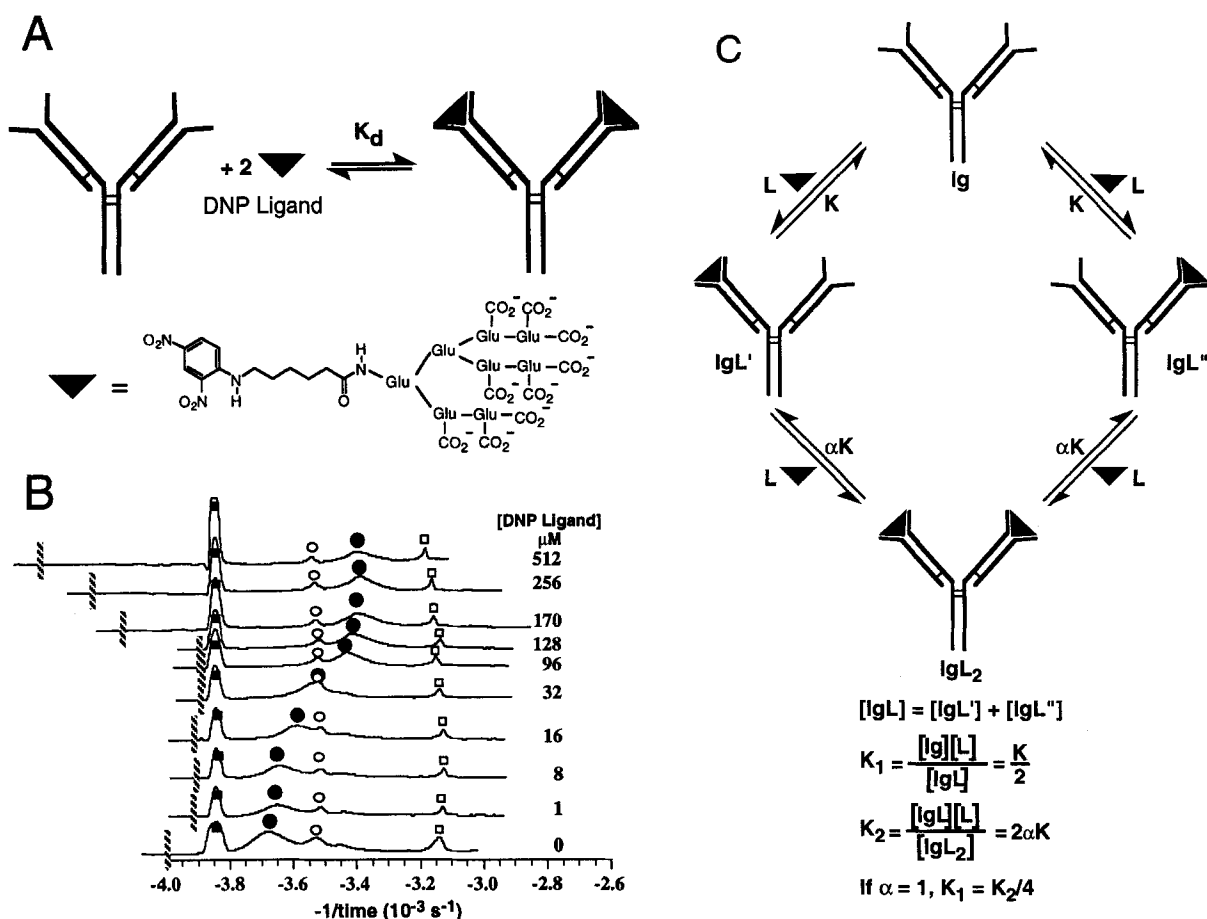 A
+ 2
DNP Ligand
K_d
=
O₂N
NO₂
N
H
O
H
N
Glu
Glu
Glu
Glu
Glu
Glu
Glu
Glu
CO₂⁻
CO₂⁻
CO₂⁻
CO₂⁻
CO₂⁻
CO₂⁻
CO₂⁻
CO₂⁻
CO₂⁻
B
[DNP Ligand]
μM
512
256
170
128
96
32
16
8
1
0
-4.0 -3.8 -3.6 -3.4 -3.2 -3.0 -2.8 -2.6
-1/time (10⁻³ s⁻¹)
C
Ig
L
K
L
K
IgL'
IgL"
αK
L
αK
L
IgL₂
[IgL] = [IgL'] + [IgL"]
K₁ = [Ig][L] / [IgL] = K / 2
K₂ = [IgL][L] / [IgL₂] = 2αK
If α = 1, K₁ = K₂/4